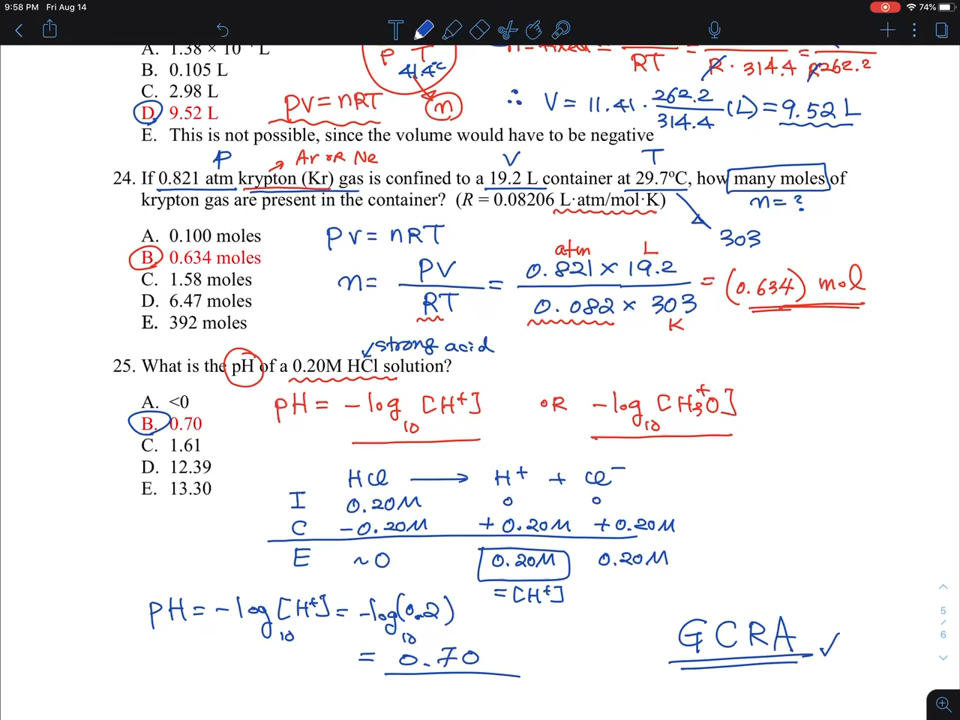 9:58 PM Fri Aug 14 74%
A. 1.38 × 10 L
B. 0.105 L
C. 2.98 L
D. 9.52 L
E. This is not possible, since the volume would have to be negative
P T
414°C
n
PV = nRT
n = fixed = RT = R · 314.4 = R 262.2
∴ V = 11.41 · 262.2 / 314.4 (L) = 9.52 L
P Ar or Ne V T
24. If 0.821 atm krypton (Kr) gas is confined to a 19.2 L container at 29.7°C, how many moles of
krypton gas are present in the container? (R = 0.08206 L·atm/mol·K)
n = ?
303
A. 0.100 moles
B. 0.634 moles
C. 1.58 moles
D. 6.47 moles
E. 392 moles
PV = nRT
atm L
n = PV / RT = 0.821 × 19.2 / 0.082 × 303 = (0.634) mol
K
strong acid
25. What is the pH of a 0.20M HCl solution?
A. <0
B. 0.70
C. 1.61
D. 12.39
E. 13.30
pH = -log10 [H+] OR -log10 [H3O+]
HCl → H+ + Cl-
I 0.20M 0 0
C -0.20M +0.20M +0.20M
E ~0 0.20M 0.20M
= [H+]
pH = -log10 [H+] = -log10(0.2)
= 0.70
GCRA ✓
5
/
6